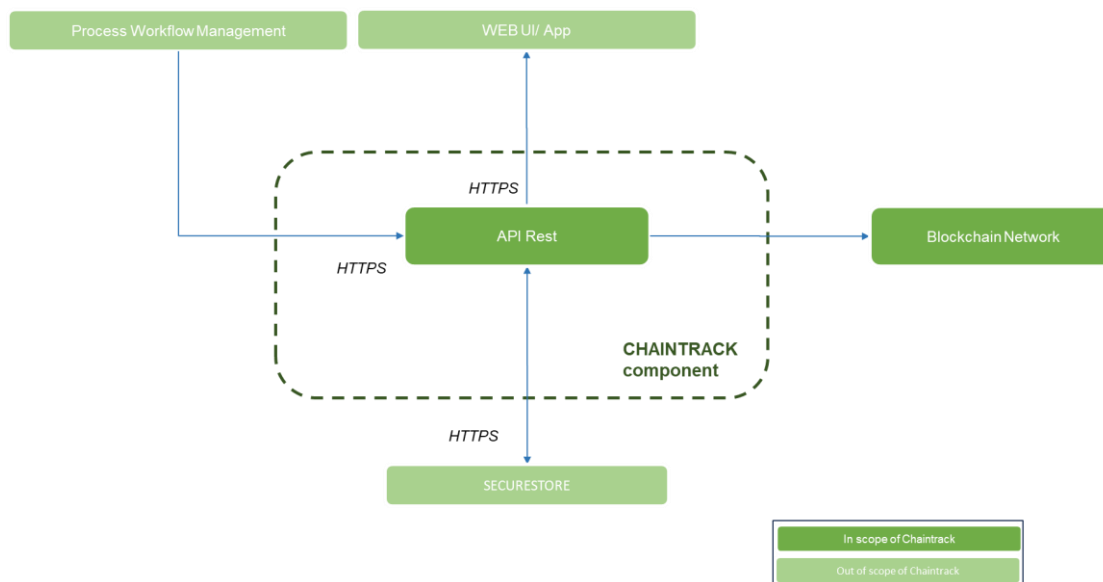 Process Workflow Management
WEB UI/ App
HTTPS
API Rest
Blockchain Network
HTTPS
CHAINTRACK
component
HTTPS
SECURESTORE
In scope of Chaintrack
Out of scope of Chaintrack